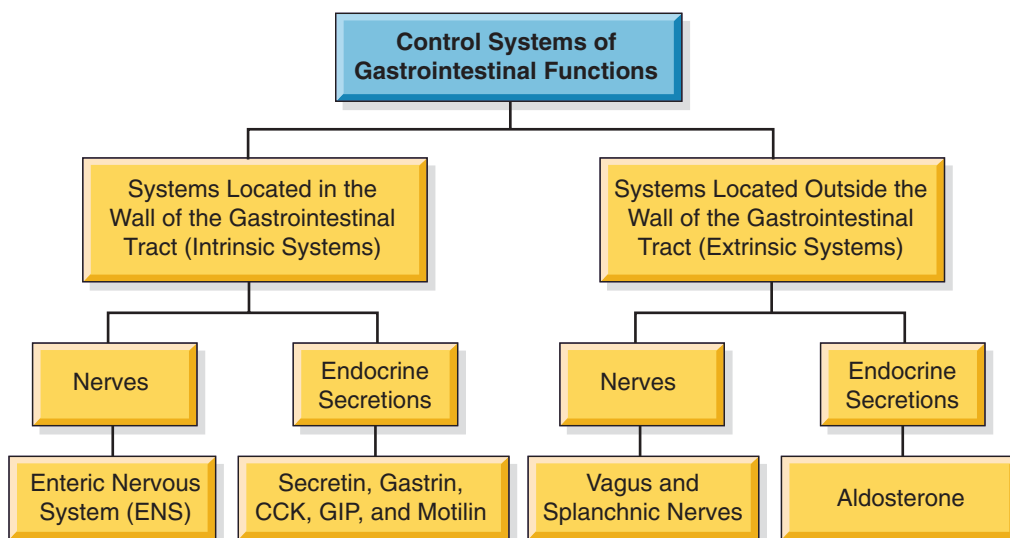 Control Systems of
Gastrointestinal Functions
Systems Located in the
Wall of the Gastrointestinal
Tract (Intrinsic Systems)
Systems Located Outside the
Wall of the Gastrointestinal
Tract (Extrinsic Systems)
Nerves
Endocrine
Secretions
Nerves
Endocrine
Secretions
Enteric Nervous
System (ENS)
Secretin, Gastrin,
CCK, GIP, and Motilin
Vagus and
Splanchnic Nerves
Aldosterone